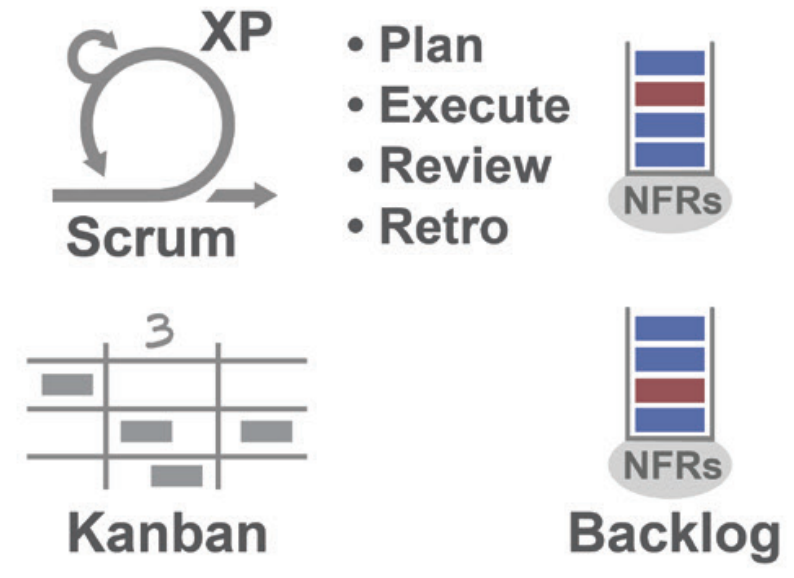 XP
Scrum
• Plan
• Execute
• Review
• Retro
NFRs
3
Kanban
NFRs
Backlog